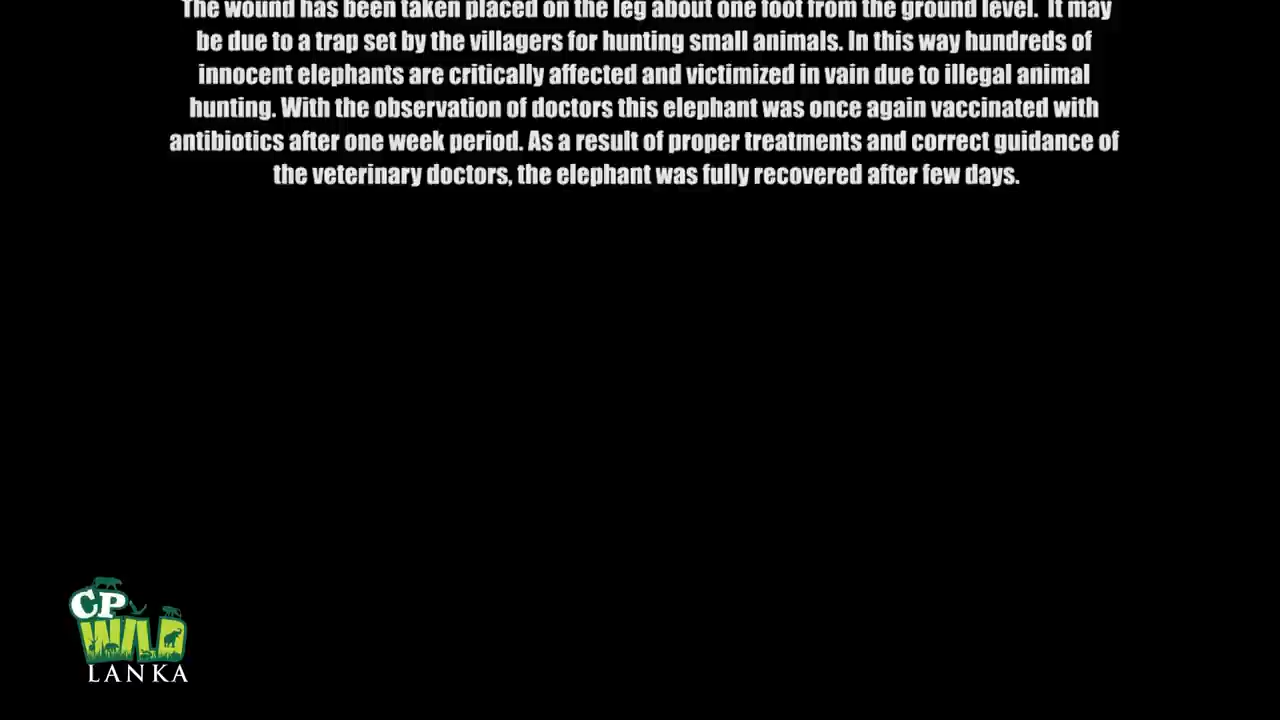 The wound has been taken placed on the leg about one foot from the ground level.  It may
be due to a trap set by the villagers for hunting small animals. In this way hundreds of
innocent elephants are critically affected and victimized in vain due to illegal animal
hunting. With the observation of doctors this elephant was once again vaccinated with
antibiotics after one week period. As a result of proper treatments and correct guidance of
the veterinary doctors, the elephant was fully recovered after few days.
CP
WILD
LANKA